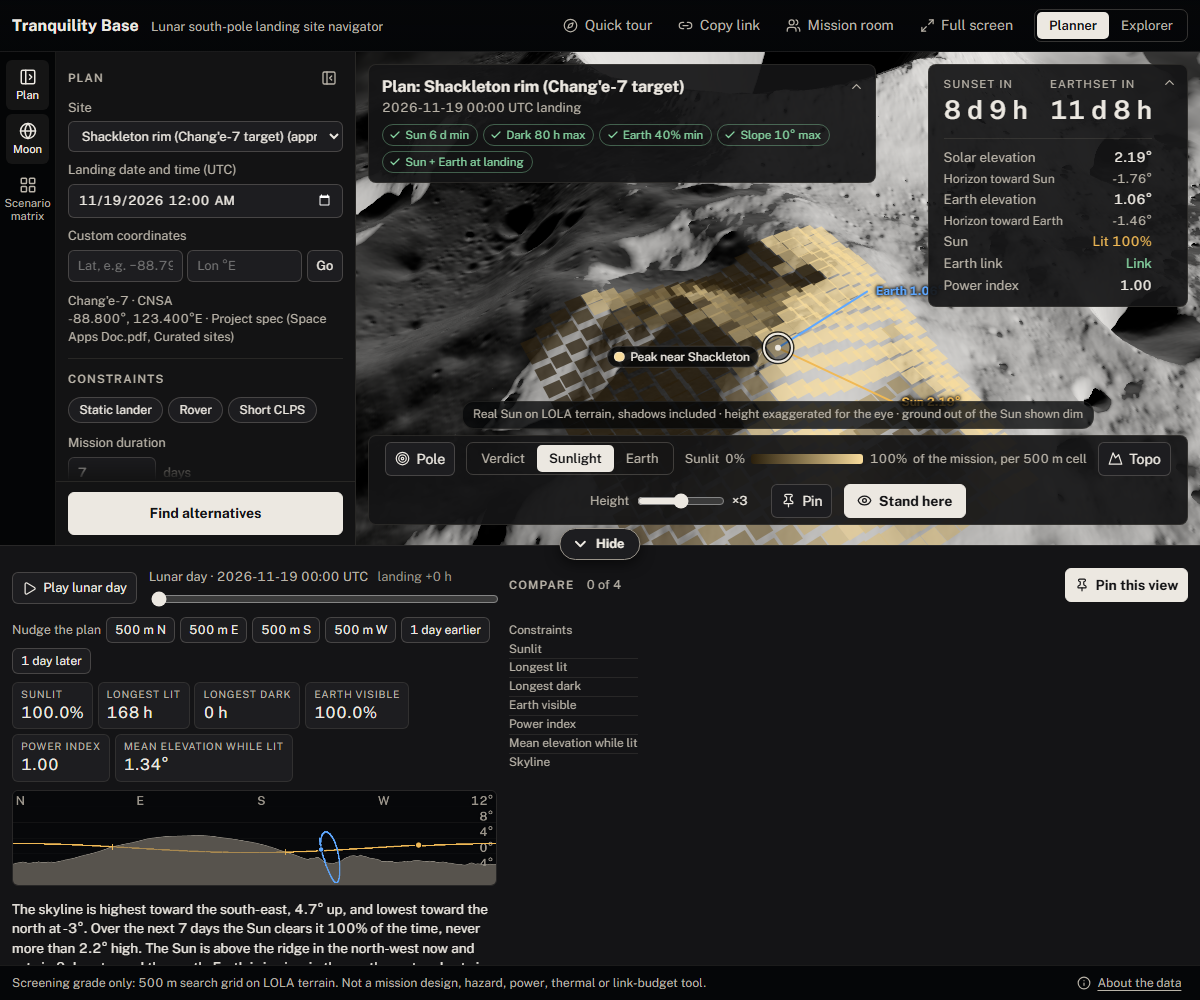 Tranquility Base
Lunar south-pole landing site navigator
Quick tour
Copy link
Mission room
Full screen
Planner
Explorer
Plan
Moon
Scenario
matrix
PLAN
Site
Shackleton rim (Chang'e-7 target) (appr
Landing date and time (UTC)
11/19/2026 12:00 AM
Custom coordinates
Lat, e.g. −88.79
Lon °E
Go
Chang'e-7 · CNSA
-88.800°, 123.400°E · Project spec (Space
Apps Doc.pdf, Curated sites)
CONSTRAINTS
Static lander
Rover
Short CLPS
Mission duration
7 days
Find alternatives
Plan: Shackleton rim (Chang'e-7 target)
2026-11-19 00:00 UTC landing
Sun 6 d min
Dark 80 h max
Earth 40% min
Slope 10° max
Sun + Earth at landing
SUNSET IN
EARTHSET IN
8 d 9 h
11 d 8 h
Solar elevation 2.19°
Horizon toward Sun -1.76°
Earth elevation 1.06°
Horizon toward Earth -1.46°
Sun Lit 100%
Earth link Link
Power index 1.00
Earth 1.0
Peak near Shackleton
Sun 2.19°
Real Sun on LOLA terrain, shadows included · height exaggerated for the eye · ground out of the Sun shown dim
Pole
Verdict
Sunlight
Earth
Sunlit 0%
100% of the mission, per 500 m cell
Topo
Height
×3
Pin
Stand here
Hide
Play lunar day
Lunar day · 2026-11-19 00:00 UTC landing +0 h
Nudge the plan
500 m N
500 m E
500 m S
500 m W
1 day earlier
1 day later
SUNLIT
100.0%
LONGEST LIT
168 h
LONGEST DARK
0 h
EARTH VISIBLE
100.0%
POWER INDEX
1.00
MEAN ELEVATION WHILE LIT
1.34°
N
E
S
W
12°
8°
4°
0°
4°
The skyline is highest toward the south-east, 4.7° up, and lowest toward the
north at -3°. Over the next 7 days the Sun clears it 100% of the time, never
more than 2.2° high. The Sun is above the ridge in the north-west now and
COMPARE 0 of 4
Pin this view
Constraints
Sunlit
Longest lit
Longest dark
Earth visible
Power index
Mean elevation while lit
Skyline
Screening grade only: 500 m search grid on LOLA terrain. Not a mission design, hazard, power, thermal or link-budget tool.
About the data